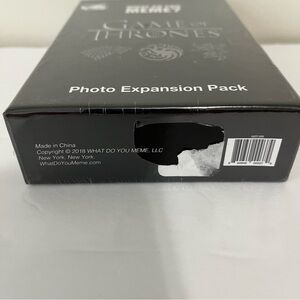 MEME?
GAME OF
THRONES
Photo Expansion Pack
Made in China
Copyright © 2018 WHAT DO YOU MEME, LLC
New York, New York.
WhatDoYouMeme.com